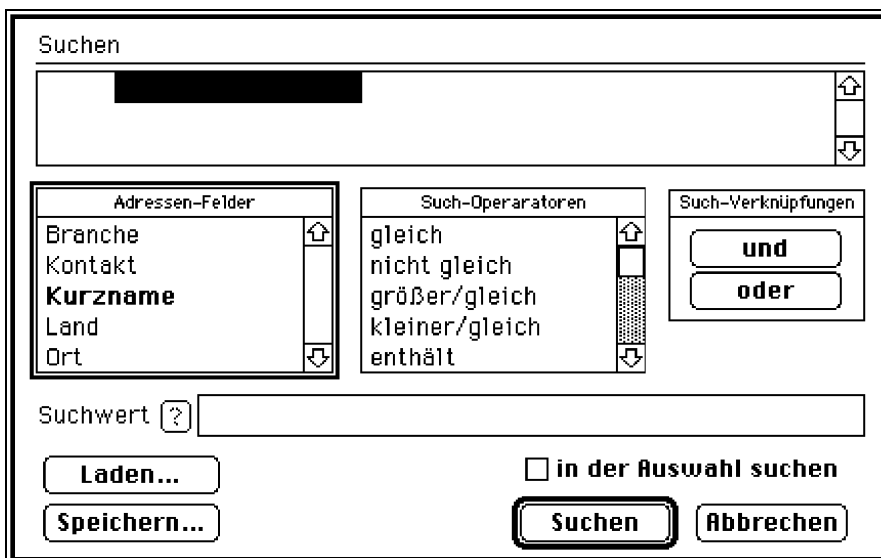 Suchen
Adressen-Felder
Branche
Kontakt
Kurzname
Land
Ort
Such-Operaratoren
gleich
nicht gleich
größer/gleich
kleiner/gleich
enthält
Such-Verknüpfungen
und
oder
Suchwert ?
Laden...
Speichern...
in der Auswahl suchen
Suchen
Abbrechen